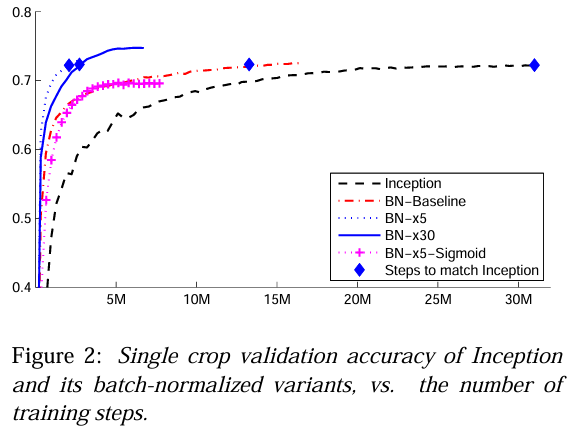 0.8
0.7
0.6
0.5
0.4
5M 10M 15M 20M 25M 30M
Inception
BN−Baseline
BN−x5
BN−x30
BN−x5−Sigmoid
Steps to match Inception
Figure 2: Single crop validation accuracy of Inception
and its batch-normalized variants, vs. the number of
training steps.